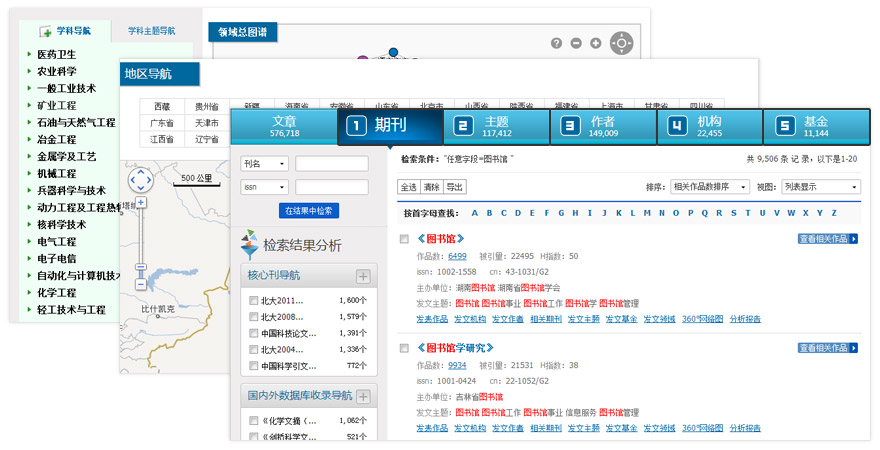 学科导航
学科主题导航
医药卫生
农业科学
一般工业技术
矿业工程
石油与天然气工程
冶金工程
金属学及工艺
机械工程
兵器科学与技术
动力工程及工程热
核科学技术
电气工程
电子电信
自动化与计算机技
化学工程
轻工技术与工程
领域总图谱
地区导航
西藏 贵州省 新疆 海南省 安徽省 山东省 北京市 山西省 陕西省 福建省 上海市 甘肃省 四川省
广东省 天津市
江西省 辽宁省
500 公里
比什凯克
文章
576,718
1 期刊
2 主题
117,412
3 作者
149,009
4 机构
22,455
5 基金
11,144
刊名
issn
在结果中检索
检索结果分析
核心刊导航
北大2011... 1,600个
北大2008... 1,579个
中国科技论文... 1,391个
北大2004... 1,336个
中国科学引文... 772个
国内外数据库收录导航
《化学文摘（... 1,062个
《剑桥科学文... 521个
检索条件："任意字段=图书馆 "
共 9,506 条 记 录，以下是1-20
全选 清除 导出
排序： 相关作品数排序 视图： 列表显示
按首字母查找： A B C D E F G H I J K L M N O P Q R S T U V W X Y Z
《图书馆》
查看相关作品
作品数：6499 被引量：22495 H指数：50
issn：1002-1558 cn：43-1031/G2
主办单位：湖南图书馆 湖南省图书馆学会
发文主题：图书馆 图书馆事业 图书馆工作 图书馆学 图书馆管理
发表作品 发文机构 发文作者 相关期刊 发文主题 发文基金 发文领域 360°网络图 分析报告
《图书馆学研究》
查看相关作品
作品数：9934 被引量：21531 H指数：38
issn：1001-0424 cn：22-1052/G2
主办单位：吉林省图书馆
发文主题：图书馆 图书馆工作 图书馆事业 信息服务 图书馆管理
发表作品 发文机构 发文作者 相关期刊 发文主题 发文基金 发文领域 360°网络图 分析报告